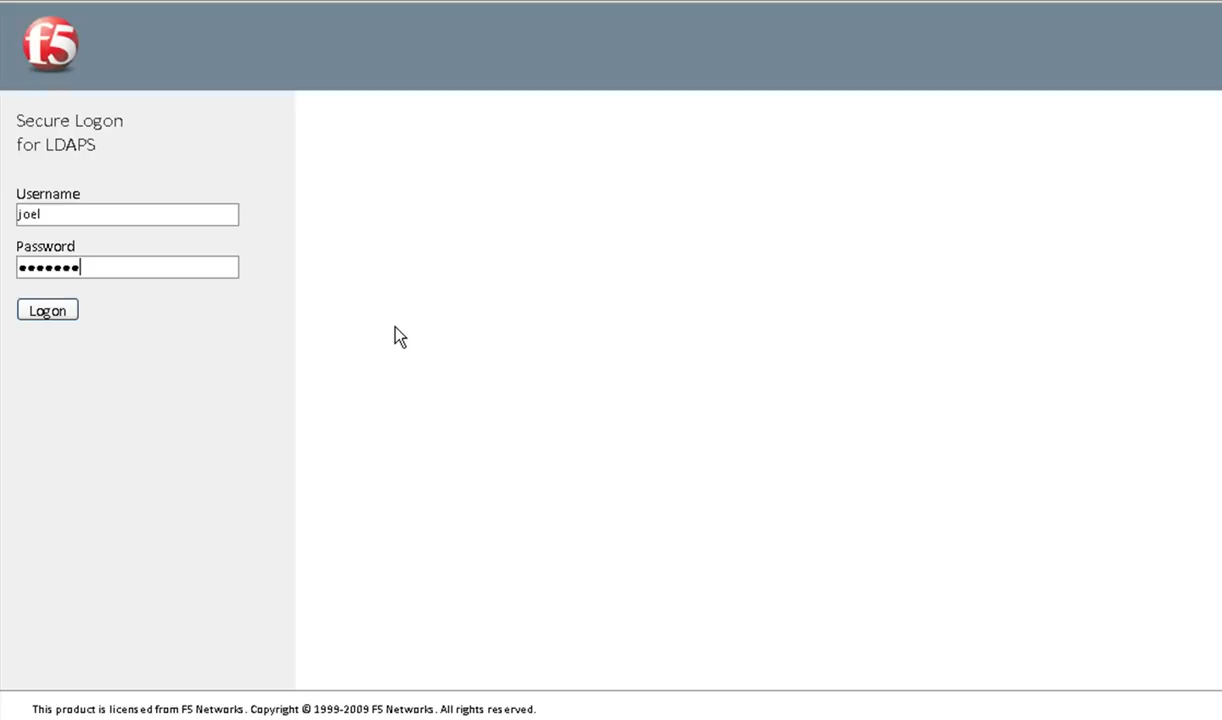 f5
Secure Logon
for LDAPS
Username
joel
Password
•••••••
Logon
This product is licensed from F5 Networks. Copyright © 1999-2009 F5 Networks. All rights reserved.